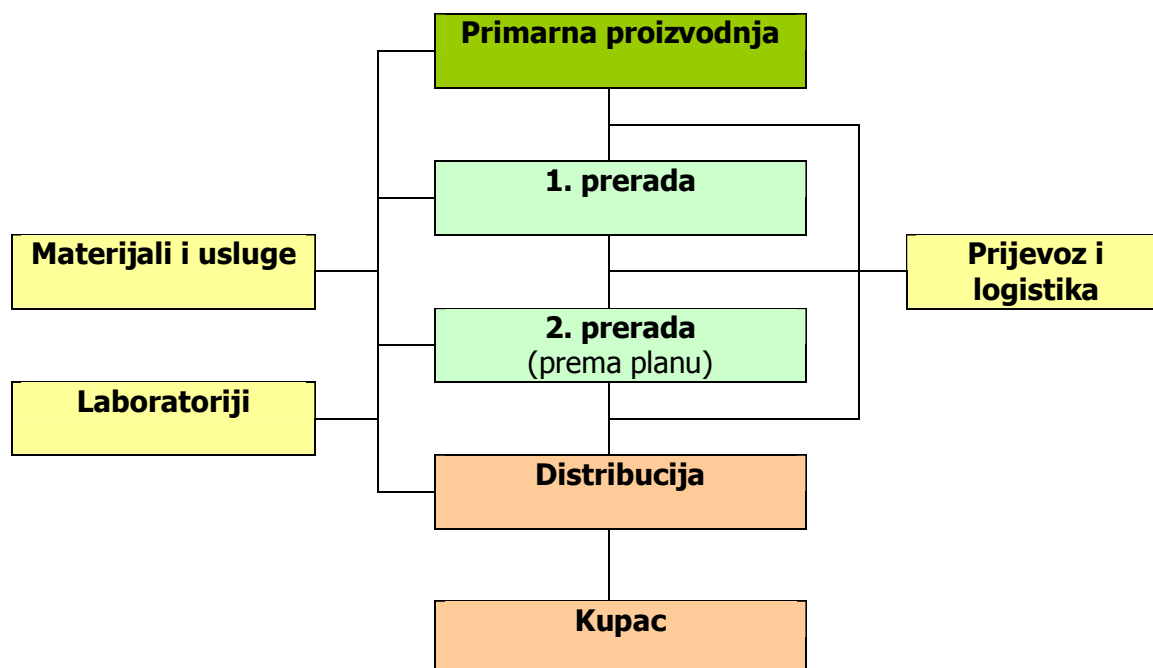 Primarna proizvodnja
1. prerada
Materijali i usluge
Prijevoz i
logistika
2. prerada
(prema planu)
Laboratoriji
Distribucija
Kupac